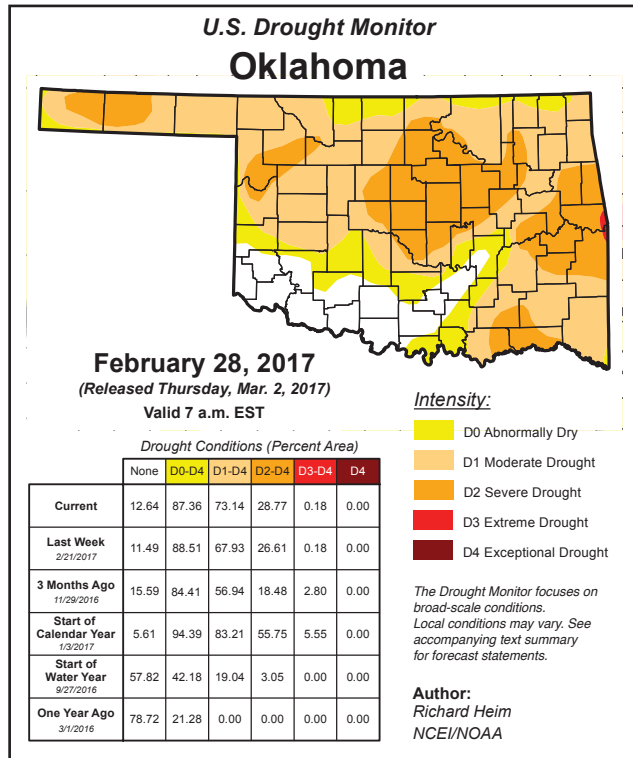 U.S. Drought Monitor
Oklahoma
February 28, 2017
(Released Thursday, Mar. 2, 2017)
Valid 7 a.m. EST
Drought Conditions (Percent Area)
None D0-D4 D1-D4 D2-D4 D3-D4 D4
Current 12.64 87.36 73.14 28.77 0.18 0.00
Last Week 11.49 88.51 67.93 26.61 0.18 0.00
2/21/2017
3 Months Ago 15.59 84.41 56.94 18.48 2.80 0.00
11/29/2016
Start of
Calendar Year 5.61 94.39 83.21 55.75 5.55 0.00
1/3/2017
Start of
Water Year 57.82 42.18 19.04 3.05 0.00 0.00
9/27/2016
One Year Ago 78.72 21.28 0.00 0.00 0.00 0.00
3/1/2016
Intensity:
D0 Abnormally Dry
D1 Moderate Drought
D2 Severe Drought
D3 Extreme Drought
D4 Exceptional Drought
The Drought Monitor focuses on
broad-scale conditions.
Local conditions may vary. See
accompanying text summary
for forecast statements.
Author:
Richard Heim
NCEI/NOAA